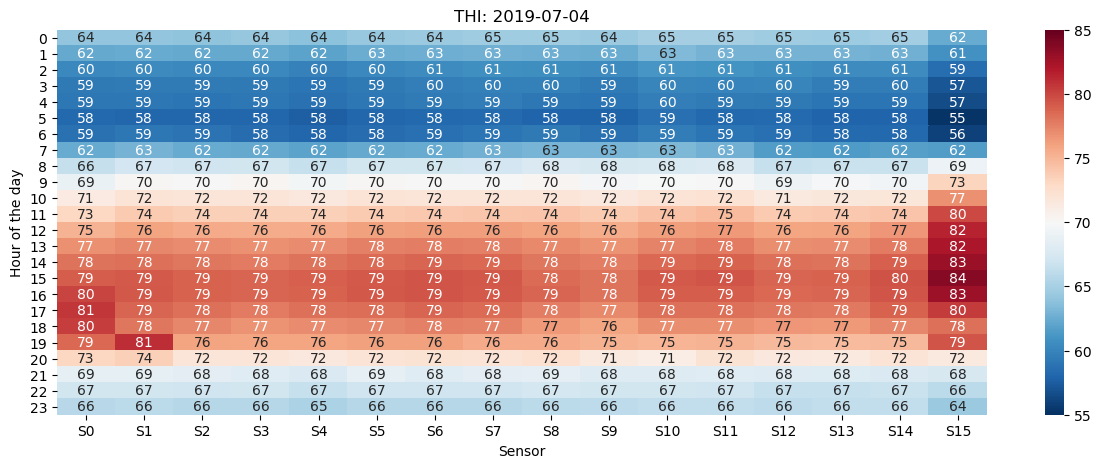 THI: 2019-07-04
Hour of the day
0 64 64 64 64 64 64 64 65 65 64 65 65 65 65 65 62
1 62 62 62 62 62 63 63 63 63 63 63 63 63 63 63 61
2 60 60 60 60 60 60 61 61 61 61 61 61 61 61 61 59
3 59 59 59 59 59 59 60 60 60 59 60 60 60 59 60 57
4 59 59 59 59 59 59 59 59 59 59 60 59 59 59 59 57
5 58 58 58 58 58 58 58 58 58 58 58 58 58 58 58 55
6 59 59 59 58 58 58 59 59 58 58 59 59 59 58 58 56
7 62 63 62 62 62 62 62 63 63 63 63 63 62 62 62 62
8 66 67 67 67 67 67 67 67 68 68 68 68 67 67 67 69
9 69 70 70 70 70 70 70 70 70 70 70 70 69 70 70 73
10 71 72 72 72 72 72 72 72 72 72 72 72 71 72 72 77
11 73 74 74 74 74 74 74 74 74 74 74 75 74 74 74 80
12 75 76 76 76 76 76 76 76 76 76 76 77 76 76 77 82
13 77 77 77 77 77 78 78 78 77 77 77 78 77 77 78 82
14 78 78 78 78 78 78 79 79 78 78 79 79 78 78 79 83
15 79 79 79 79 79 79 79 79 78 78 79 79 79 79 80 84
16 80 79 79 79 79 79 79 79 79 78 79 79 79 79 79 83
17 81 79 78 78 78 78 79 78 78 77 78 78 78 78 79 80
18 80 78 77 77 77 77 78 77 77 76 77 77 77 77 78 78
19 79 81 76 76 76 76 76 76 76 75 75 75 75 75 75 79
20 73 74 72 72 72 72 72 72 72 71 71 72 72 72 72 72
21 69 69 68 68 68 69 68 68 69 68 68 68 68 68 68 68
22 67 67 67 67 67 67 67 67 67 67 67 67 67 67 67 66
23 66 66 66 66 65 66 66 66 66 66 66 66 66 66 66 64
S0 S1 S2 S3 S4 S5 S6 S7 S8 S9 S10 S11 S12 S13 S14 S15
Sensor
85
80
75
70
65
60
55